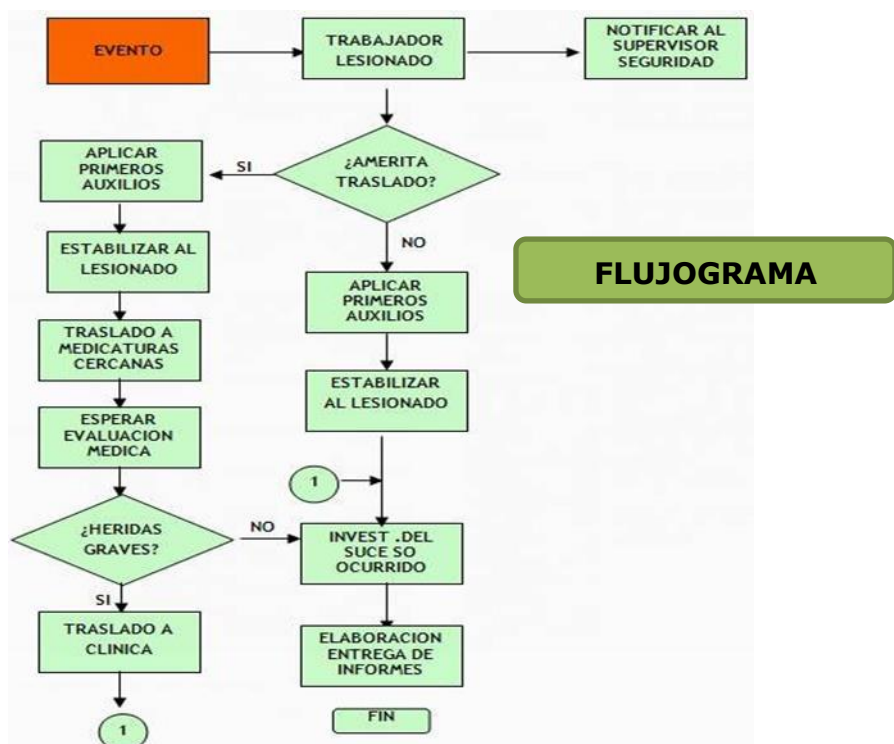 EVENTO
TRABAJADOR
LESIONADO
NOTIFICAR AL
SUPERVISOR
SEGURIDAD
APLICAR
PRIMEROS
AUXILIOS
SI
¿AMERITA
TRASLADO?
NO
ESTABILIZAR AL
LESIONADO
FLUJOGRAMA
APLICAR
PRIMEROS
AUXILIOS
TRASLADO A
MEDICATURAS
CERCANAS
ESTABILIZAR
AL LESIONADO
ESPERAR
EVALUACION
MEDICA
1
¿HERIDAS
GRAVES?
NO
INVEST .DEL
SUCE SO
OCURRIDO
SI
TRASLADO A
CLINICA
ELABORACION
ENTREGA DE
INFORMES
1
FIN